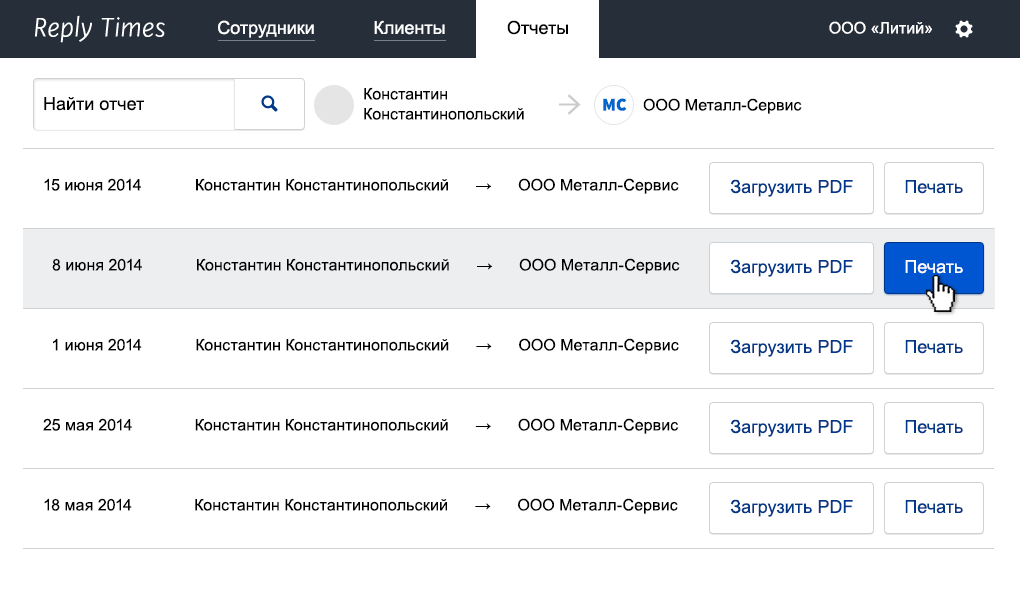 Reply Times Сотрудники Клиенты Отчеты ООО «Литий»
Найти отчет
Константин
Константинопольский
→ МС ООО Металл-Сервис
15 июня 2014 Константин Константинопольский → ООО Металл-Сервис Загрузить PDF Печать
8 июня 2014 Константин Константинопольский → ООО Металл-Сервис Загрузить PDF Печать
1 июня 2014 Константин Константинопольский → ООО Металл-Сервис Загрузить PDF Печать
25 мая 2014 Константин Константинопольский → ООО Металл-Сервис Загрузить PDF Печать
18 мая 2014 Константин Константинопольский → ООО Металл-Сервис Загрузить PDF Печать